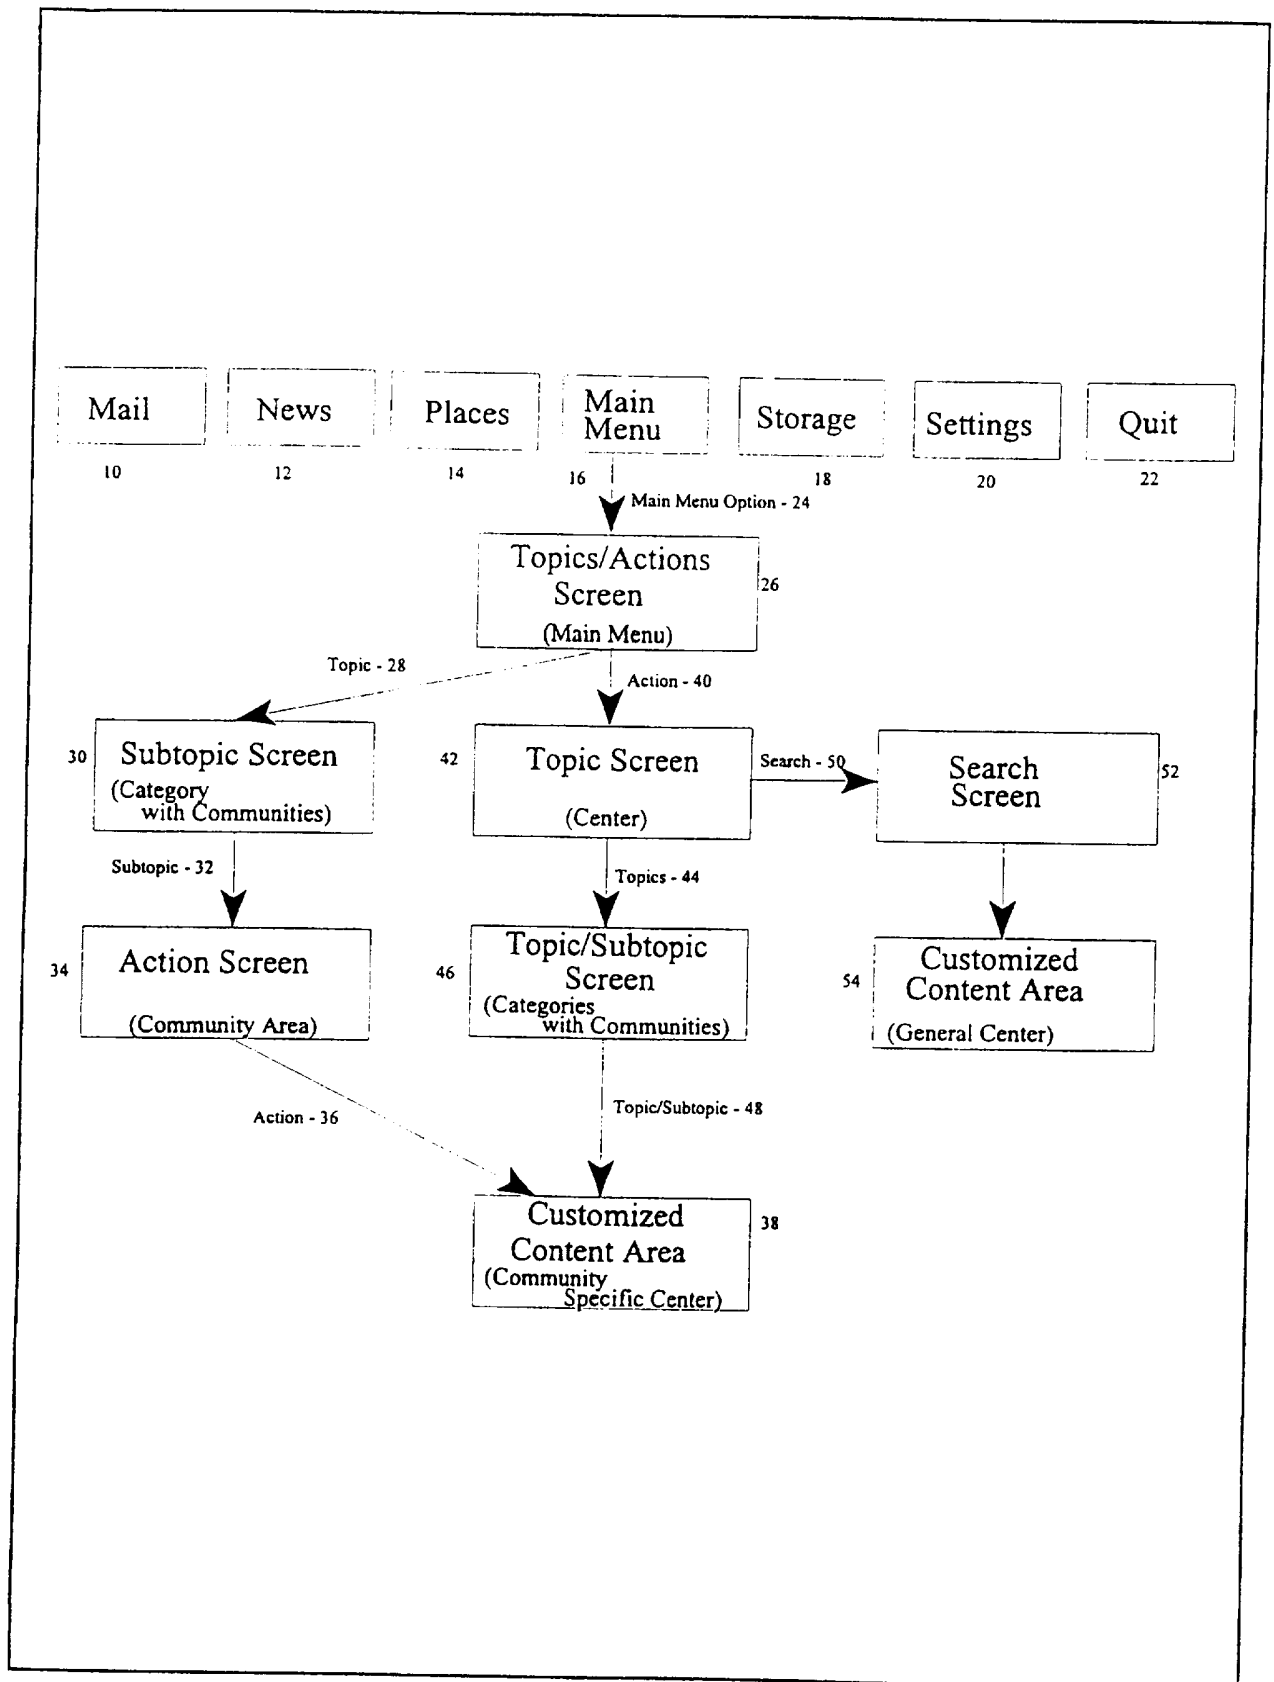 Mail
News
Places
Main
Menu
Storage
Settings
Quit
10
12
14
16
18
20
22
Main Menu Option - 24
Topics/Actions
Screen
(Main Menu)
26
Topic - 28
Action - 40
30
Subtopic Screen
(Category
with Communities)
42
Topic Screen
(Center)
Search - 50
Search
Screen
52
Subtopic - 32
Topics - 44
34
Action Screen
(Community Area)
46
Topic/Subtopic
Screen
(Categories
with Communities)
54
Customized
Content Area
(General Center)
Action - 36
Topic/Subtopic - 48
Customized
Content Area
(Community
Specific Center)
38